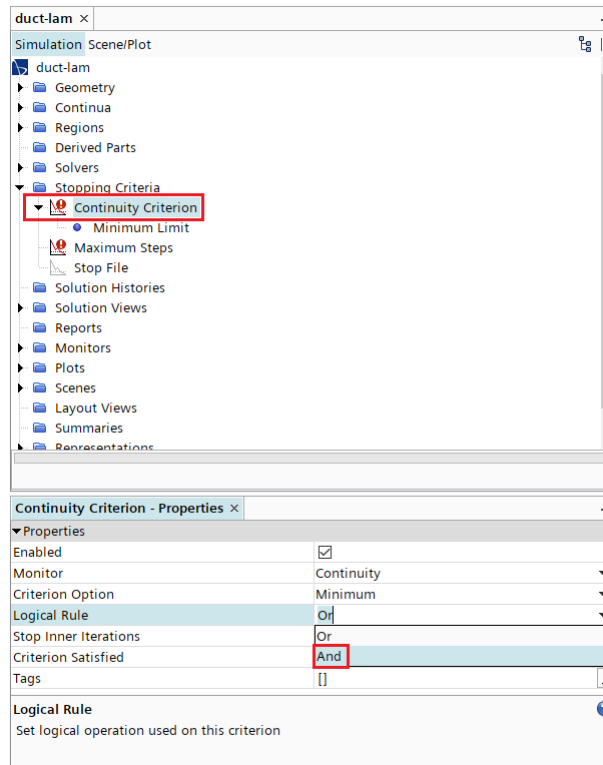 duct-lam ×
Simulation Scene/Plot
duct-lam
Geometry
Continua
Regions
Derived Parts
Solvers
Stopping Criteria
Continuity Criterion
Minimum Limit
Maximum Steps
Stop File
Solution Histories
Solution Views
Reports
Monitors
Plots
Scenes
Layout Views
Summaries
Representations
Continuity Criterion - Properties ×
Properties
Enabled
Monitor Continuity
Criterion Option Minimum
Logical Rule Or
Stop Inner Iterations Or
Criterion Satisfied And
Tags []
Logical Rule
Set logical operation used on this criterion